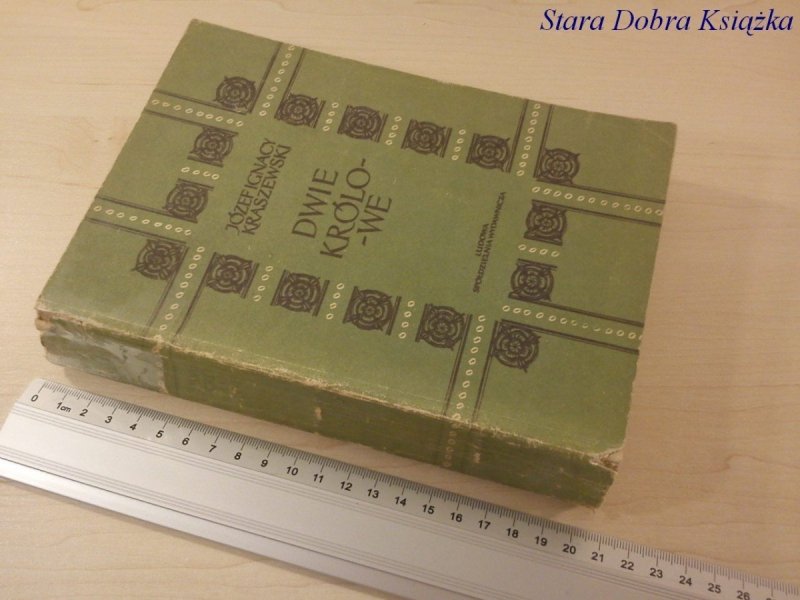 Stara Dobra Książka
JÓZEF IGNACY
KRASZEWSKI
DWIE
KRÓLO-
-WE
LUDOWA
SPÓŁDZIELNIA WYDAWNICZA
0 1cm 2 3 4 5 6 7 8 9 10 11 12 13 14 15 16 17 18 19 20 21 22 23 24 25 26